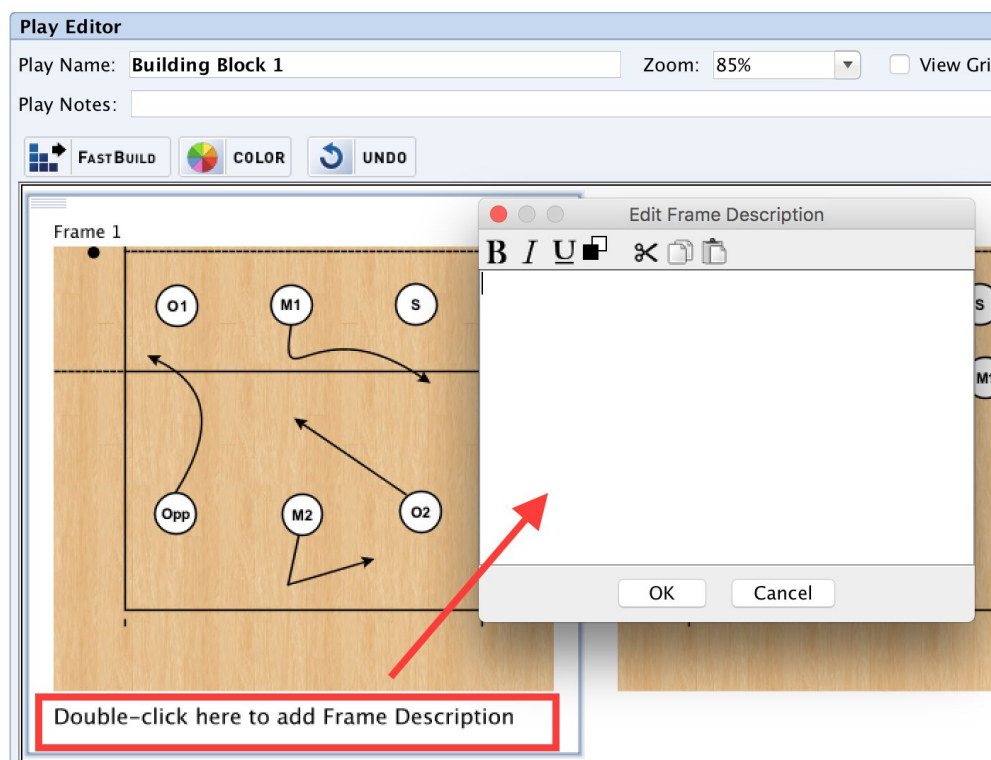 Play Editor
Play Name: Building Block 1 Zoom: 85% View Gri
Play Notes:
FASTBUILD COLOR UNDO
Edit Frame Description
Frame 1
B I U
O1 M1 S S
M1
Opp M2 O2
OK Cancel
Double-click here to add Frame Description